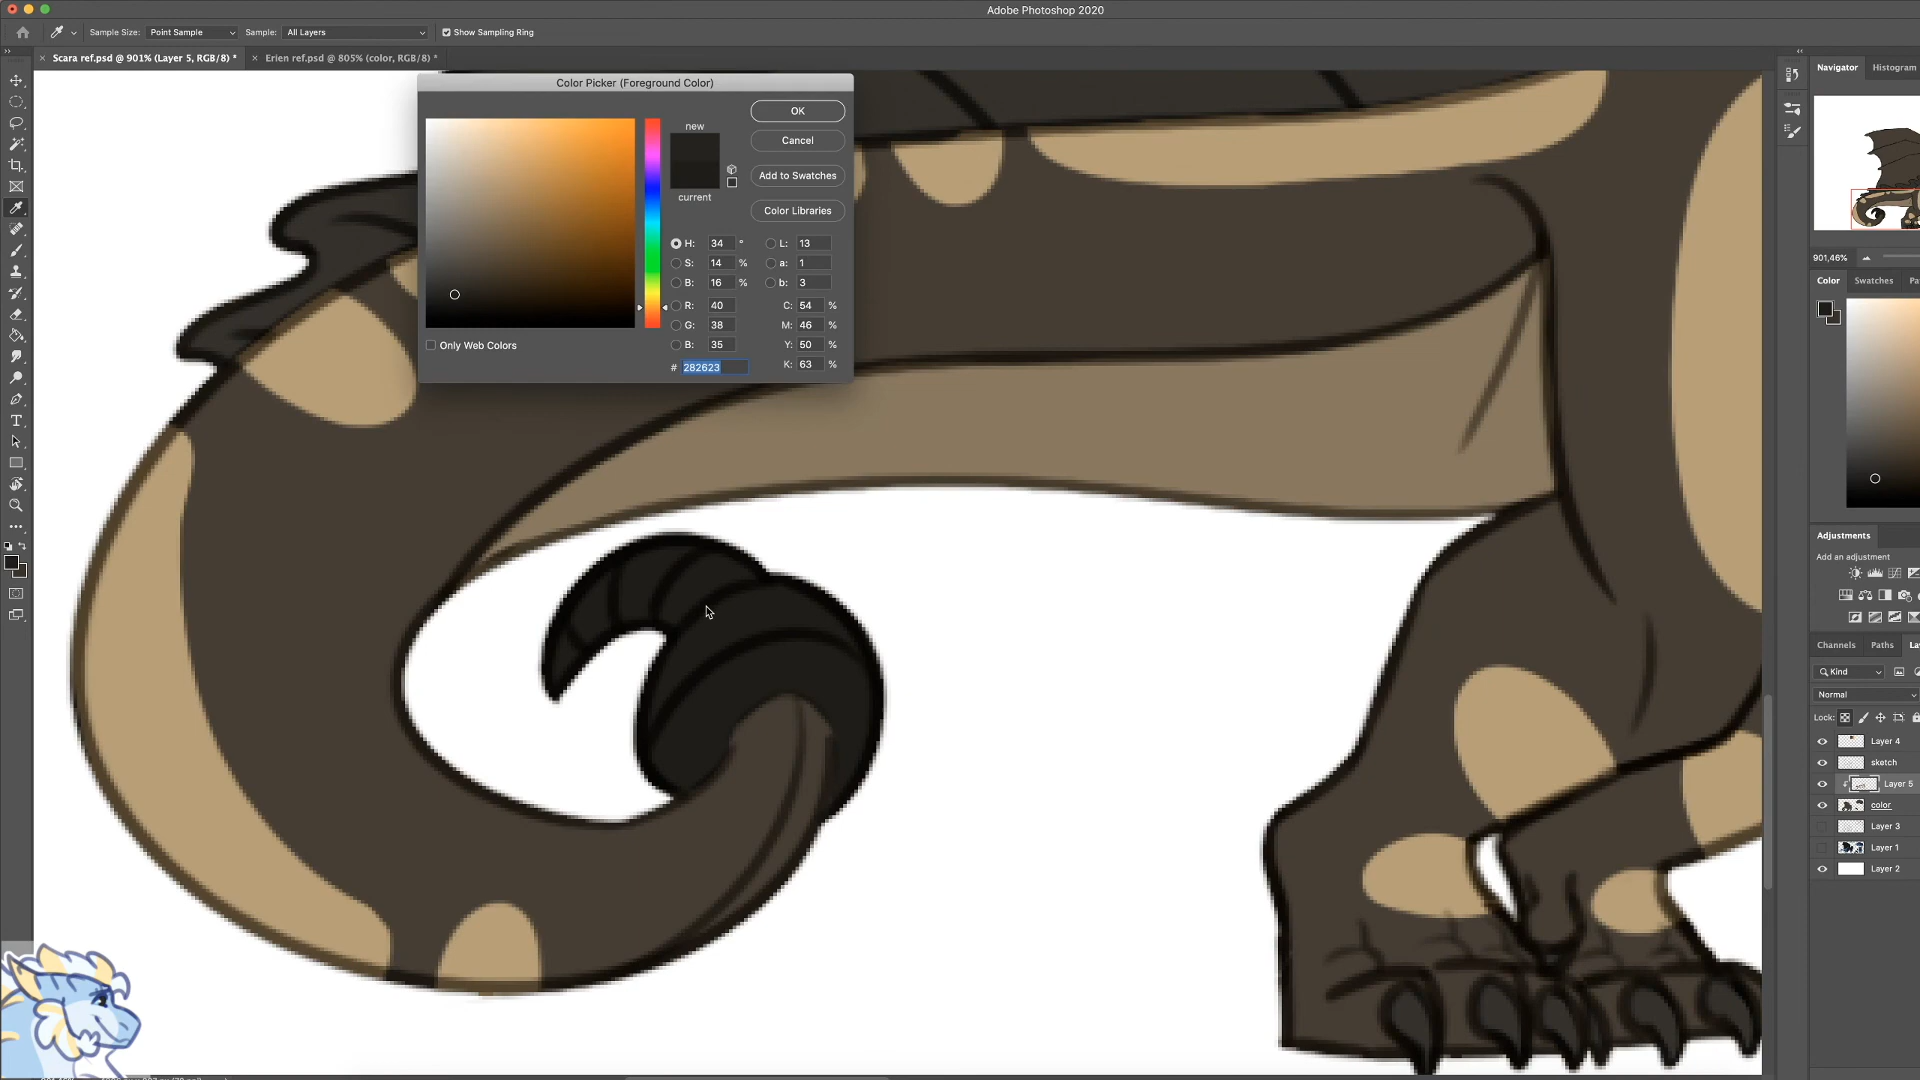 Adobe Photoshop 2020
Sample Size: Point Sample Sample: All Layers Show Sampling Ring
Scara ref.psd @ 901% (Layer 5, RGB/8) * Erien ref.psd @ 805% (color, RGB/8) *
Navigator Histogram
Color Picker (Foreground Color)
OK
new
Cancel
Add to Swatches
current
Color Libraries
H: 34 ° L: 13
S: 14 % a: 1
B: 16 % b: 3
R: 40 C: 54 %
G: 38 M: 46 %
B: 35 Y: 50 %
# 282623 K: 63 %
Only Web Colors
901,46%
Color Swatches Pa
Adjustments
Add an adjustment
Channels Paths La
Kind
Normal
Lock:
Layer 4
sketch
Layer 5
color
Layer 3
Layer 1
Layer 2